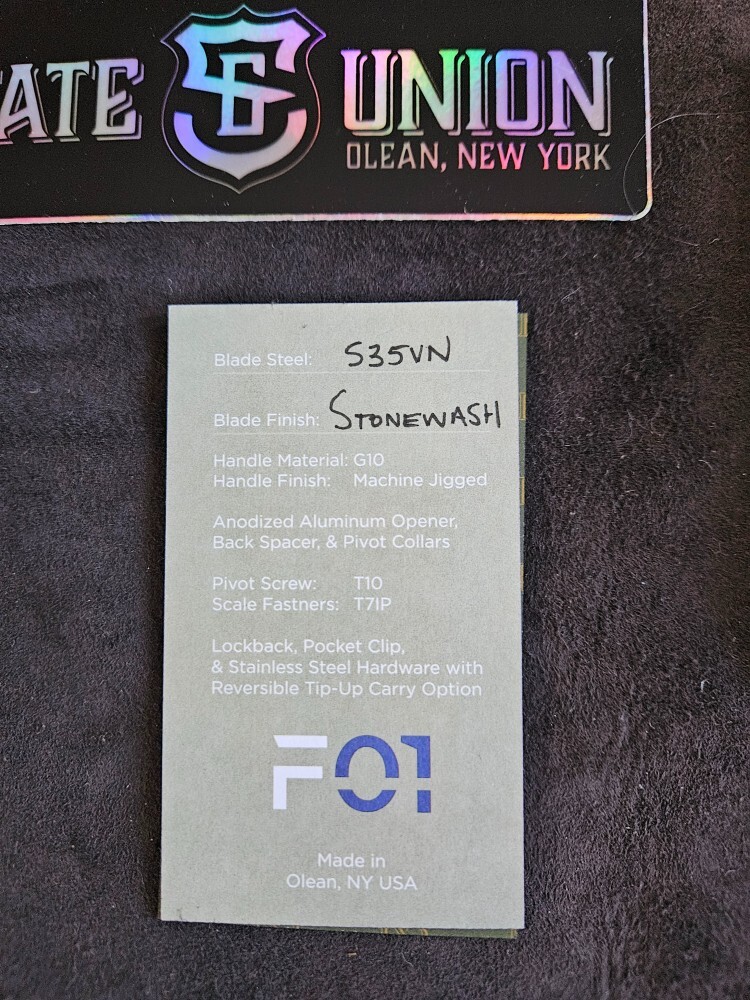 ATE UNION
OLEAN, NEW YORK
Blade Steel: S35VN
Blade Finish: STONEWASH
Handle Material: G10
Handle Finish: Machine Jigged
Anodized Aluminum Opener,
Back Spacer, & Pivot Collars
Pivot Screw: T10
Scale Fastners: T7IP
Lockback, Pocket Clip,
& Stainless Steel Hardware with
Reversible Tip-Up Carry Option
F01
Made in
Olean, NY USA